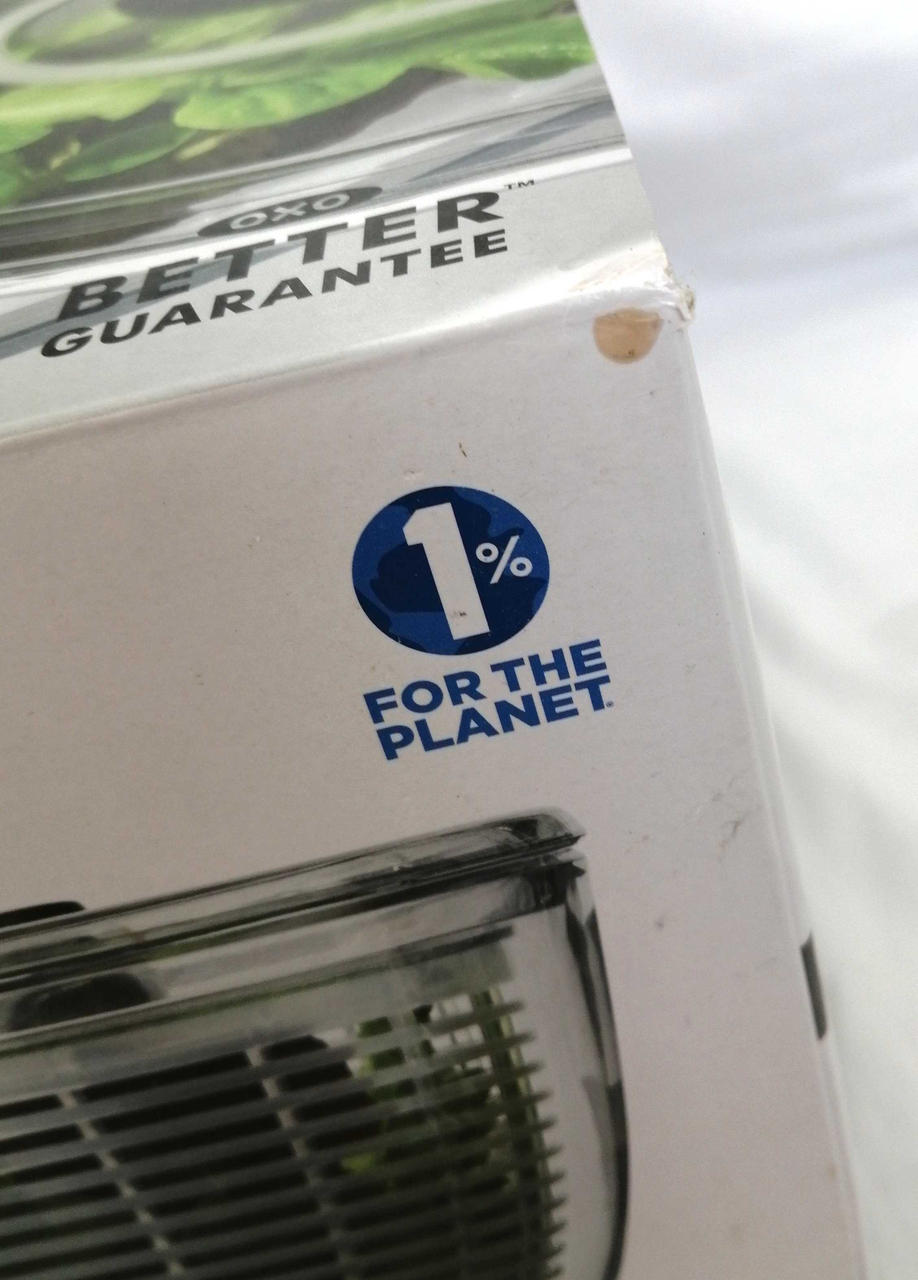 OXO
BETTER™
GUARANTEE
1%
FOR THE
PLANET®